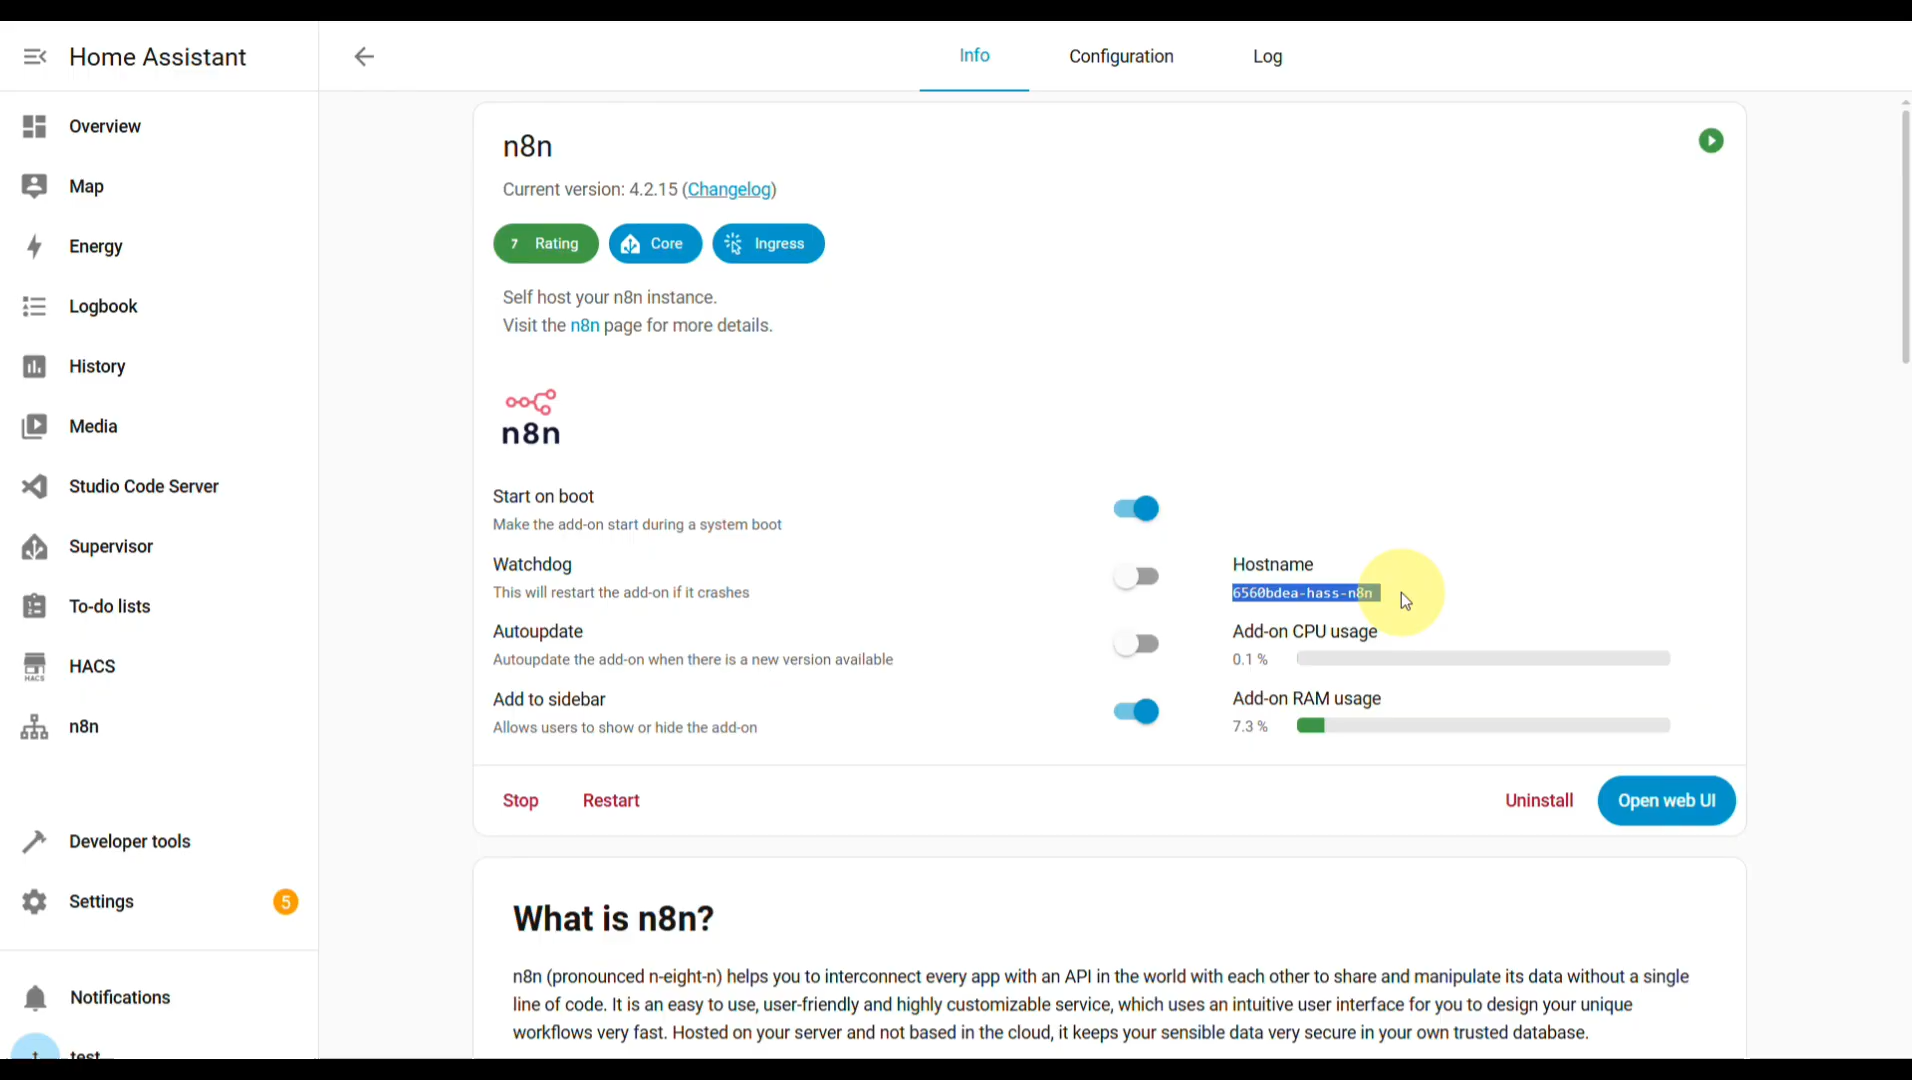 Home Assistant
Overview
Map
Energy
Logbook
History
Media
Studio Code Server
Supervisor
To-do lists
HACS
HACS
n8n
Developer tools
Settings
5
Notifications
t
test
Info
Configuration
Log
n8n
Current version: 4.2.15 (Changelog)
7 Rating
Core
Ingress
Self host your n8n instance.
Visit the n8n page for more details.
n8n
Start on boot
Make the add-on start during a system boot
Watchdog
This will restart the add-on if it crashes
Autoupdate
Autoupdate the add-on when there is a new version available
Add to sidebar
Allows users to show or hide the add-on
Hostname
6560bdea-hass-n8n
Add-on CPU usage
0.1 %
Add-on RAM usage
7.3 %
Stop
Restart
Uninstall
Open web UI
What is n8n?
n8n (pronounced n-eight-n) helps you to interconnect every app with an API in the world with each other to share and manipulate its data without a single
line of code. It is an easy to use, user-friendly and highly customizable service, which uses an intuitive user interface for you to design your unique
workflows very fast. Hosted on your server and not based in the cloud, it keeps your sensible data very secure in your own trusted database.